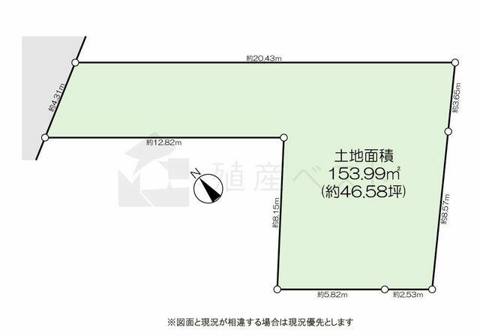 約20.43m
約4.31m
約3.65m
約12.82m
土地面積
153.99㎡
(約46.58坪)
殖産ベ
N
約8.15m
約8.57m
約5.82m
約2.53m
※図面と現況が相違する場合は現況優先とします